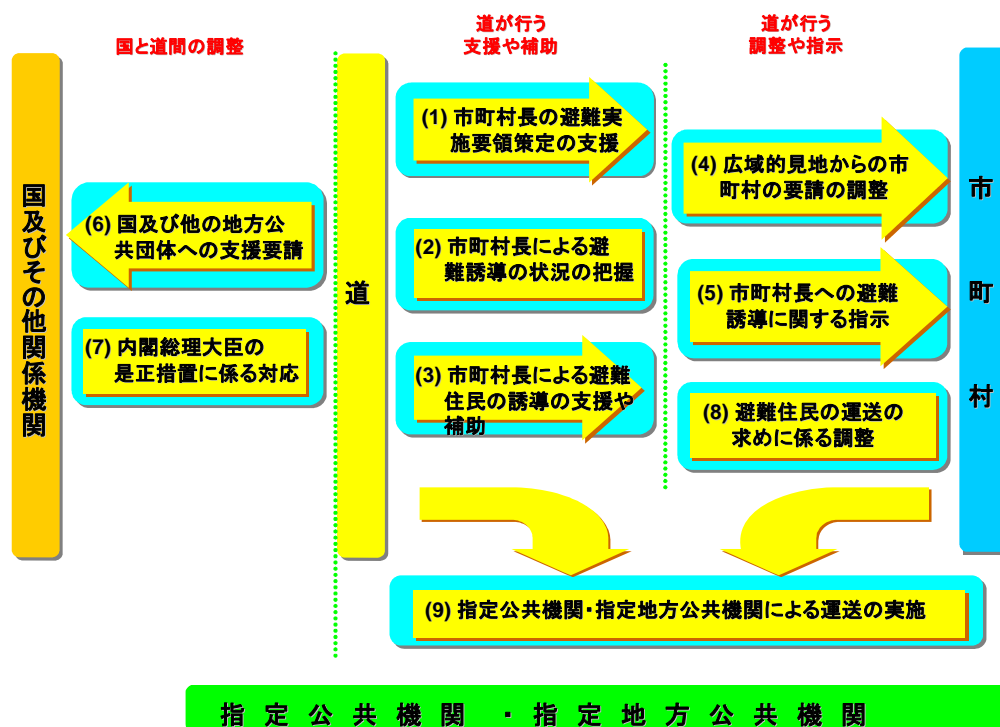 国と道間の調整
道が行う
支援や補助
道が行う
調整や指示
国及びその他関係機関
道
市町村
(1) 市町村長の避難実
施要領策定の支援
(2) 市町村長による避
難誘導の状況の把握
(3) 市町村長による避難
住民の誘導の支援や
補助
(4) 広域的見地からの市
町村の要請の調整
(5) 市町村長への避難
誘導に関する指示
(6) 国及び他の地方公
共団体への支援要請
(7) 内閣総理大臣の
是正措置に係る対応
(8) 避難住民の運送の
求めに係る調整
(9) 指定公共機関・指定地方公共機関による運送の実施
指定公共機関・指定地方公共機関